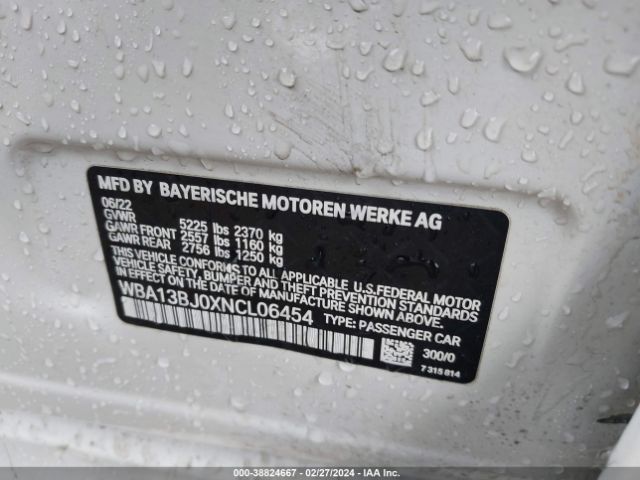 MFD BY BAYERISCHE MOTOREN WERKE AG
06/22
GVWR 5225 lbs 2370 kg
GAWR FRONT 2557 lbs 1160 kg
GAWR REAR 2756 lbs 1250 kg
THIS VEHICLE CONFORMS TO ALL APPLICABLE U.S.FEDERAL MOTOR
VEHICLE SAFETY, BUMPER, AND THEFT PREVENTION STANDARDS
IN EFFECT ON THE DATE OF MANUFACTURE SHOWN ABOVE.
WBA13BJ0XNCL06454 TYPE: PASSENGER CAR
300/0
7 315 814
000-38824667 - 02/27/2024 - IAA Inc.